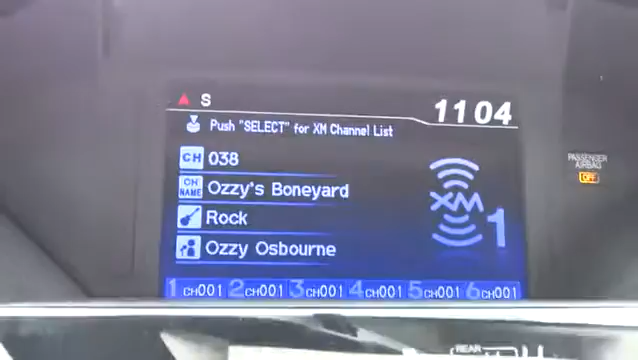 S
1104
Push "SELECT" for XM Channel List
CH 038
CH NAME Ozzy's Boneyard
Rock
Ozzy Osbourne
XM 1
1 CH001 2 CH001 3 CH001 4 CH001 5 CH001 6 CH001
PASSENGER
AIRBAG
OFF
REAR